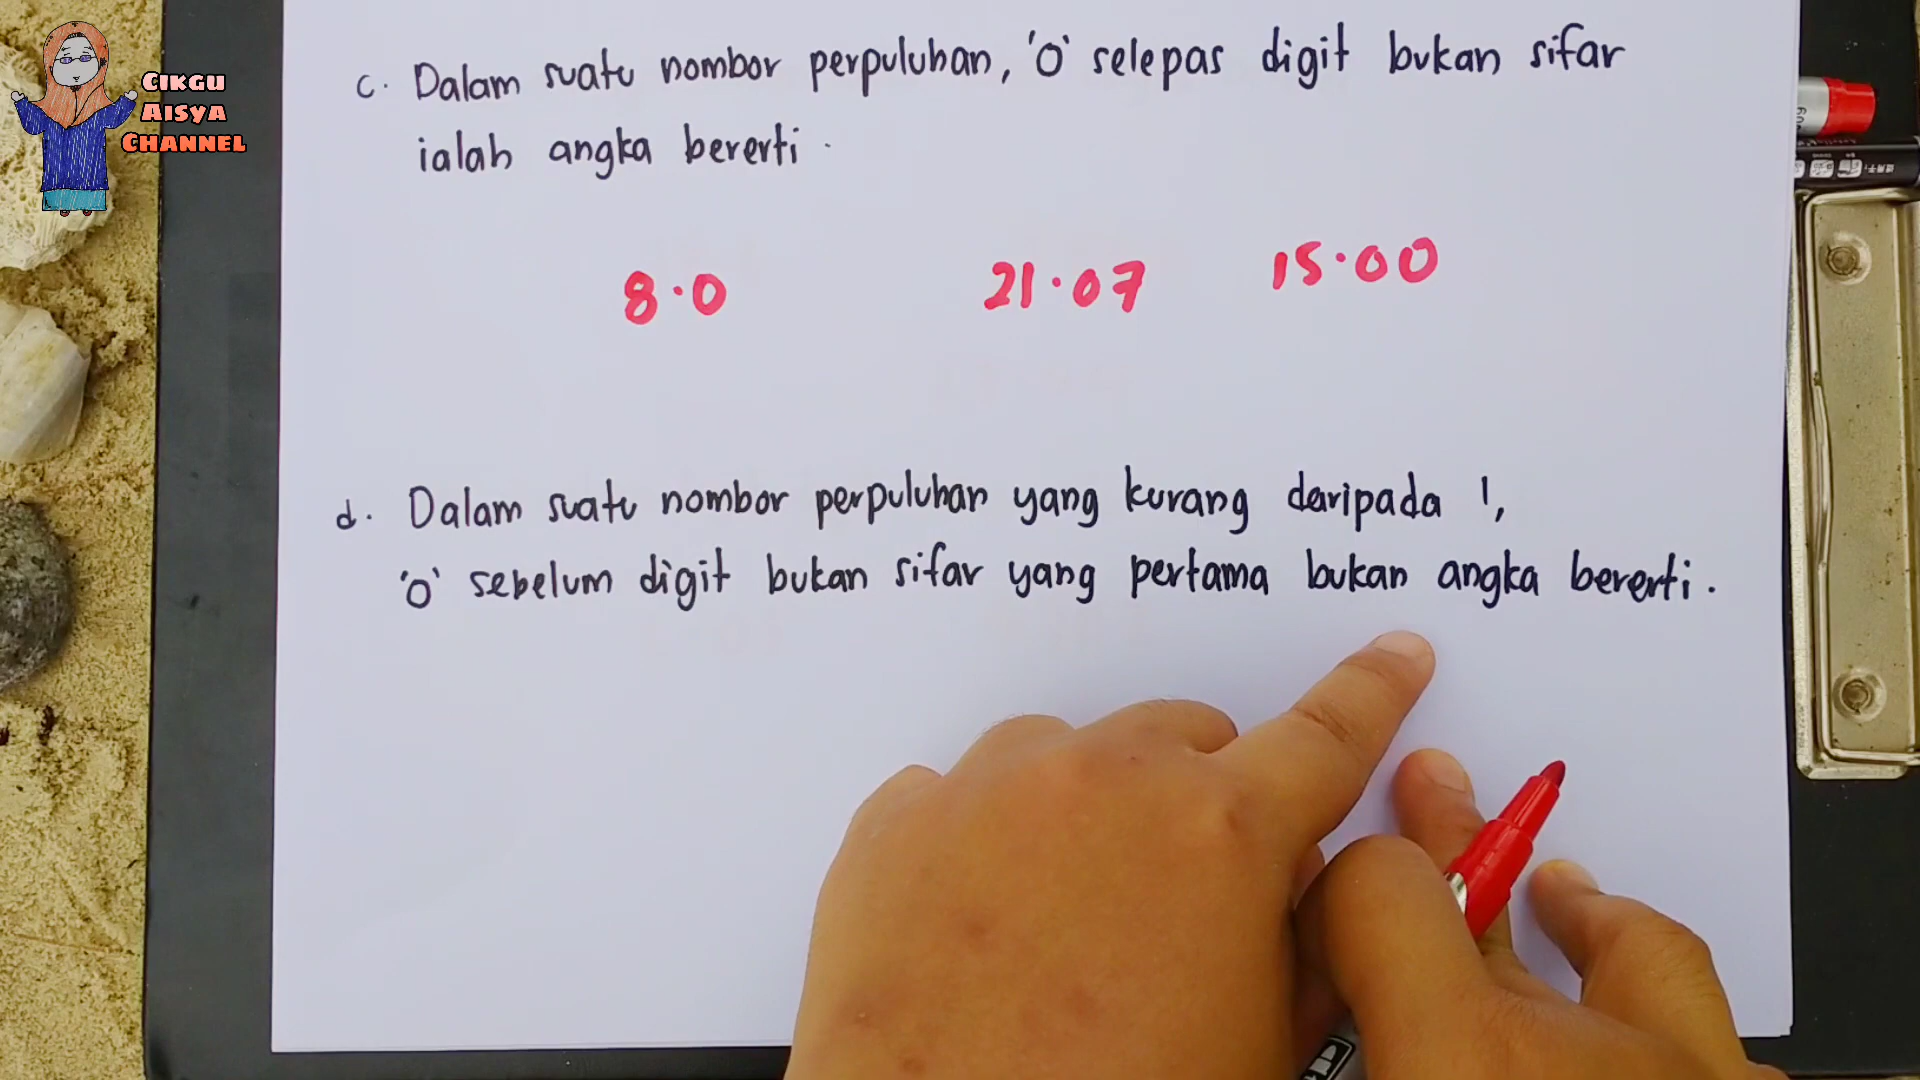 CIKGU
AISYA
CHANNEL
c. Dalam suatu nombor perpuluhan, '0' selepas digit bukan sifar
ialah angka bererti.
8.0 21.07 15.00
d. Dalam suatu nombor perpuluhan yang kurang daripada 1,
'0' sebelum digit bukan sifar yang pertama bukan angka bererti.